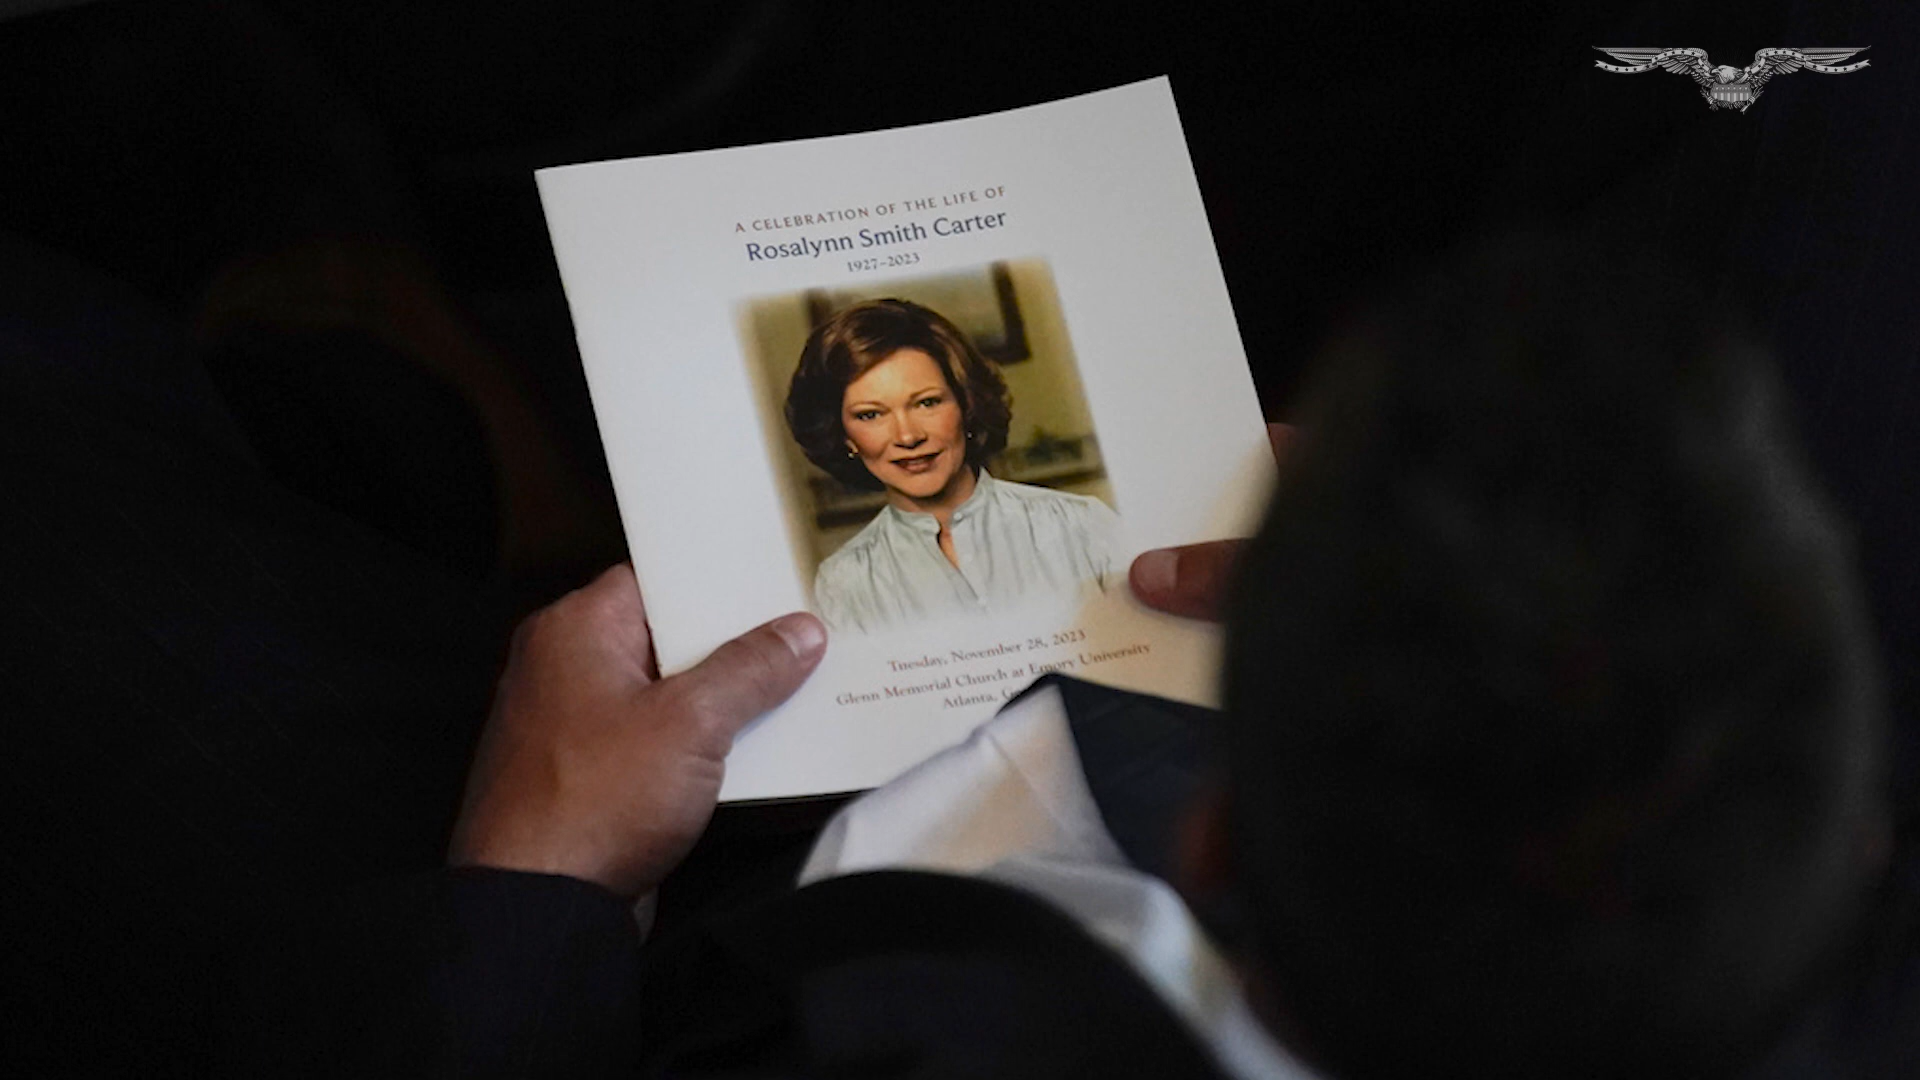 A CELEBRATION OF THE LIFE OF
Rosalynn Smith Carter
1927–2023
Tuesday, November 28, 2023
Glenn Memorial Church at Emory University
Atlanta,